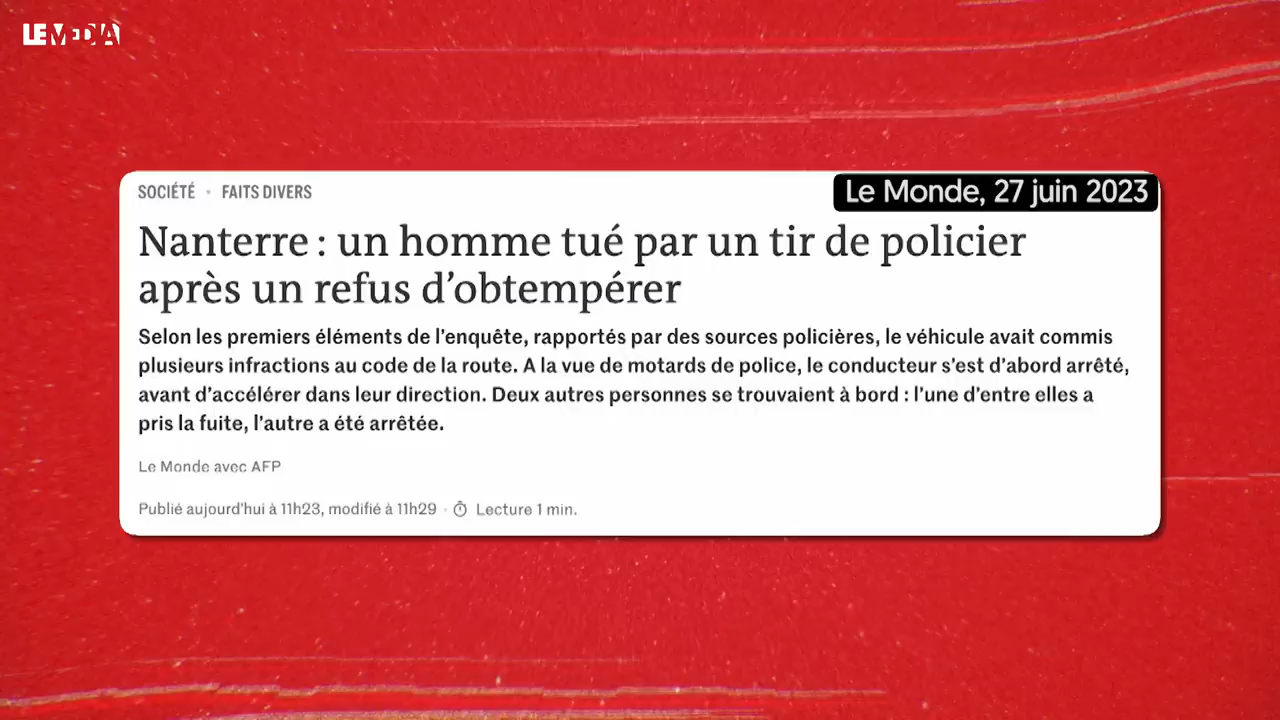 LE MEDIA
SOCIÉTÉ · FAITS DIVERS
Le Monde, 27 juin 2023
Nanterre : un homme tué par un tir de policier
après un refus d’obtempérer
Selon les premiers éléments de l’enquête, rapportés par des sources policières, le véhicule avait commis
plusieurs infractions au code de la route. A la vue de motards de police, le conducteur s’est d’abord arrêté,
avant d’accélérer dans leur direction. Deux autres personnes se trouvaient à bord : l’une d’entre elles a
pris la fuite, l’autre a été arrêtée.
Le Monde avec AFP
Publié aujourd’hui à 11h23, modifié à 11h29 · Lecture 1 min.